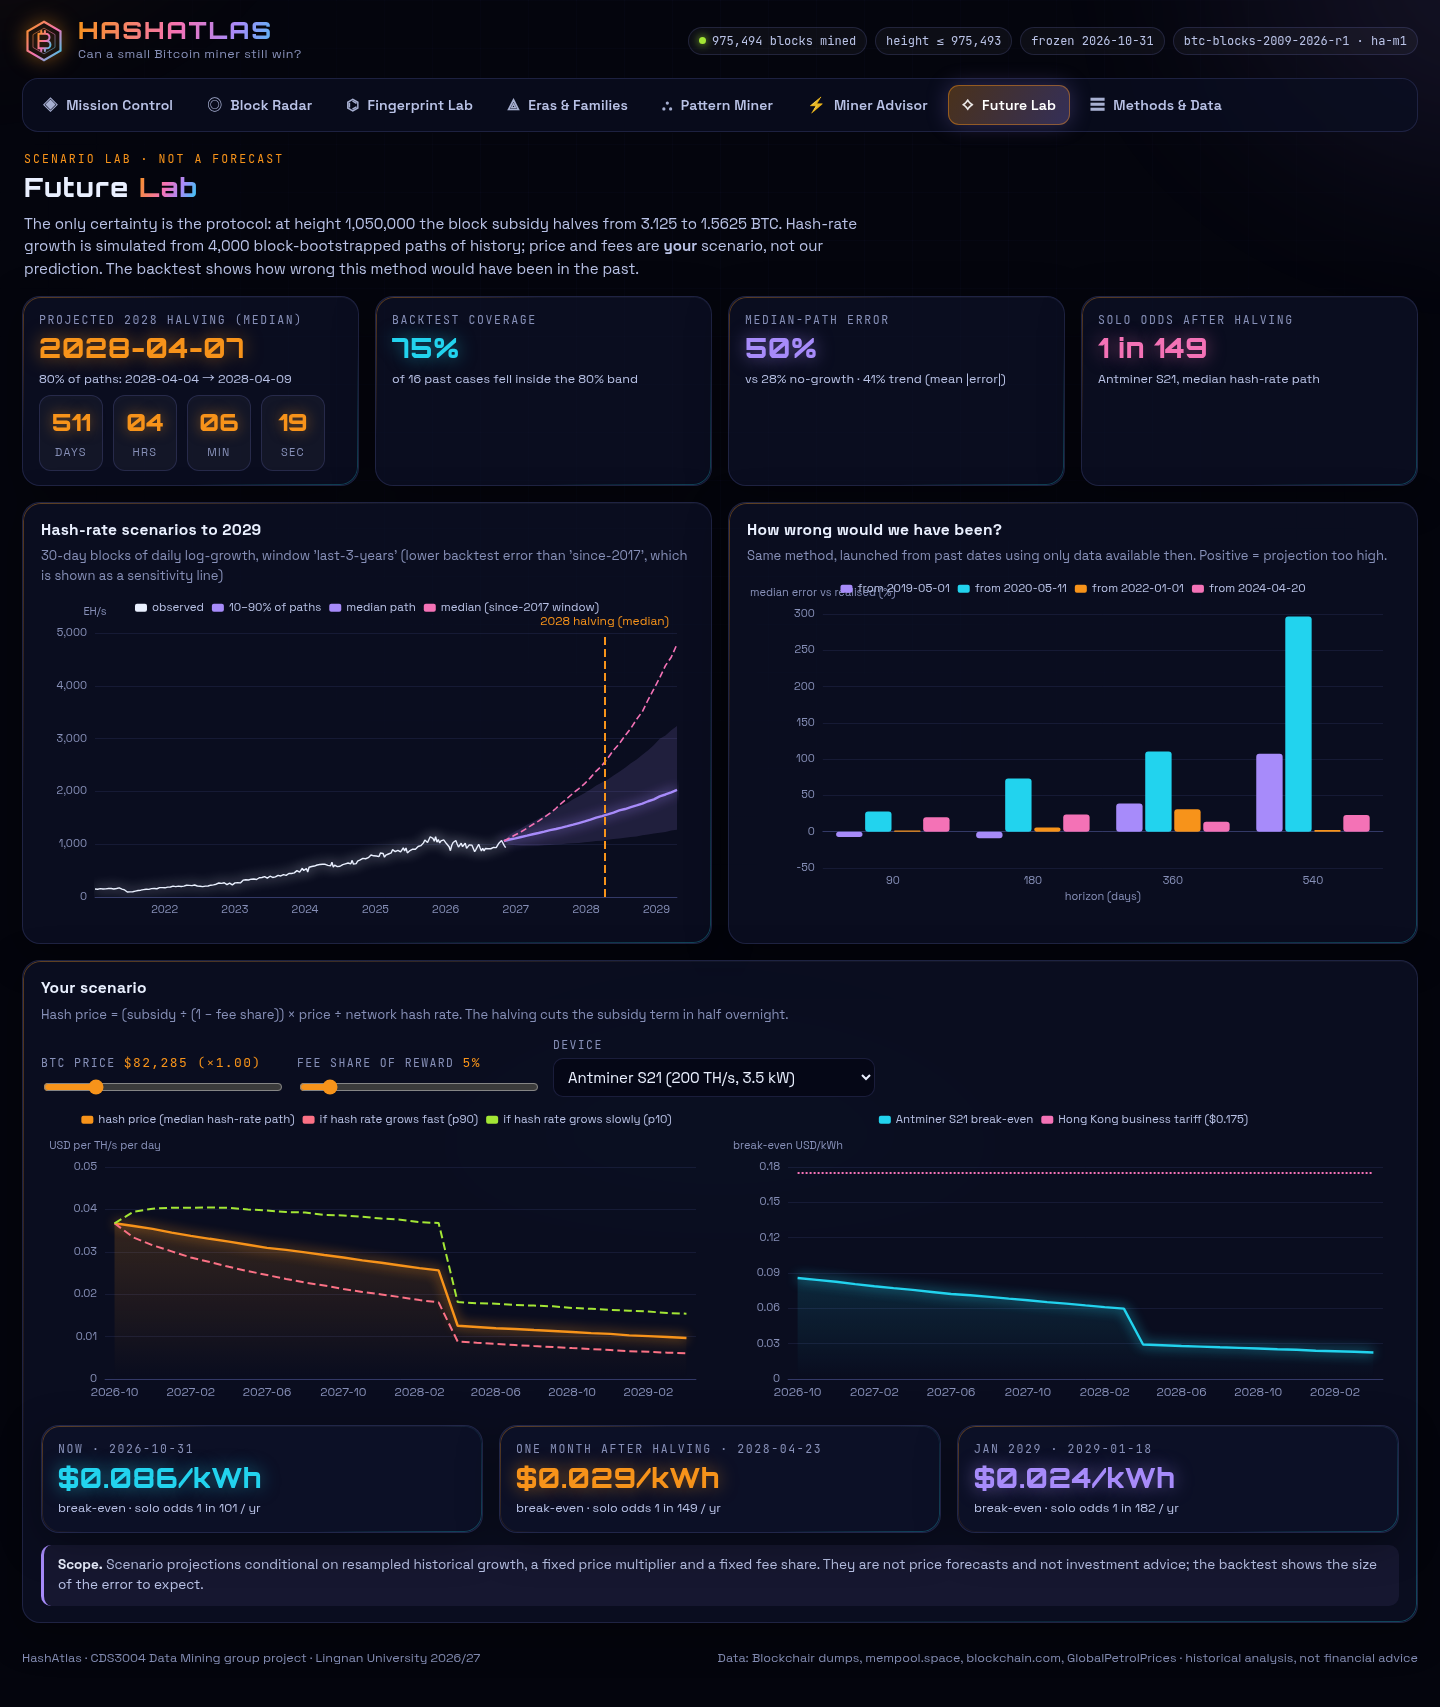 HASHATLAS
Can a small Bitcoin miner still win?
975,494 blocks mined
height ≤ 975,493
frozen 2026-10-31
btc-blocks-2009-2026-r1 · ha-m1
Mission Control
Block Radar
Fingerprint Lab
Eras & Families
Pattern Miner
Miner Advisor
Future Lab
Methods & Data
SCENARIO LAB · NOT A FORECAST
Future Lab
The only certainty is the protocol: at height 1,050,000 the block subsidy halves from 3.125 to 1.5625 BTC. Hash-rate
growth is simulated from 4,000 block-bootstrapped paths of history; price and fees are your scenario, not our
prediction. The backtest shows how wrong this method would have been in the past.
PROJECTED 2028 HALVING (MEDIAN)
2028-04-07
80% of paths: 2028-04-04 → 2028-04-09
511 04 06 19
DAYS HRS MIN SEC
BACKTEST COVERAGE
75%
of 16 past cases fell inside the 80% band
MEDIAN-PATH ERROR
50%
vs 28% no-growth · 41% trend (mean |error|)
SOLO ODDS AFTER HALVING
1 in 149
Antminer S21, median hash-rate path
Hash-rate scenarios to 2029
30-day blocks of daily log-growth, window 'last-3-years' (lower backtest error than 'since-2017', which
is shown as a sensitivity line)
EH/s
observed 10–90% of paths median path median (since-2017 window)
2028 halving (median)
5,000
4,000
3,000
2,000
1,000
0
2022 2023 2024 2025 2026 2027 2028 2029
How wrong would we have been?
Same method, launched from past dates using only data available then. Positive = projection too high.
from 2019-05-01 from 2020-05-11 from 2022-01-01 from 2024-04-20
median error vs realised (%)
300
250
200
150
100
50
0
-50
90 180 360 540
horizon (days)
Your scenario
Hash price = (subsidy ÷ (1 − fee share)) × price ÷ network hash rate. The halving cuts the subsidy term in half overnight.
BTC PRICE $82,285 (×1.00)
FEE SHARE OF REWARD 5%
DEVICE
Antminer S21 (200 TH/s, 3.5 kW)
hash price (median hash-rate path) if hash rate grows fast (p90) if hash rate grows slowly (p10)
USD per TH/s per day
0.05
0.04
0.03
0.02
0.01
0
2026-10 2027-02 2027-06 2027-10 2028-02 2028-06 2028-10 2029-02
Antminer S21 break-even Hong Kong business tariff ($0.175)
break-even USD/kWh
0.18
0.15
0.12
0.09
0.06
0.03
0
2026-10 2027-02 2027-06 2027-10 2028-02 2028-06 2028-10 2029-02
NOW · 2026-10-31
$0.086/kWh
break-even · solo odds 1 in 101 / yr
ONE MONTH AFTER HALVING · 2028-04-23
$0.029/kWh
break-even · solo odds 1 in 149 / yr
JAN 2029 · 2029-01-18
$0.024/kWh
break-even · solo odds 1 in 182 / yr
Scope. Scenario projections conditional on resampled historical growth, a fixed price multiplier and a fixed fee share. They are not price forecasts and not investment advice; the backtest shows the size
of the error to expect.
HashAtlas · CDS3004 Data Mining group project · Lingnan University 2026/27
Data: Blockchair dumps, mempool.space, blockchain.com, GlobalPetrolPrices · historical analysis, not financial advice